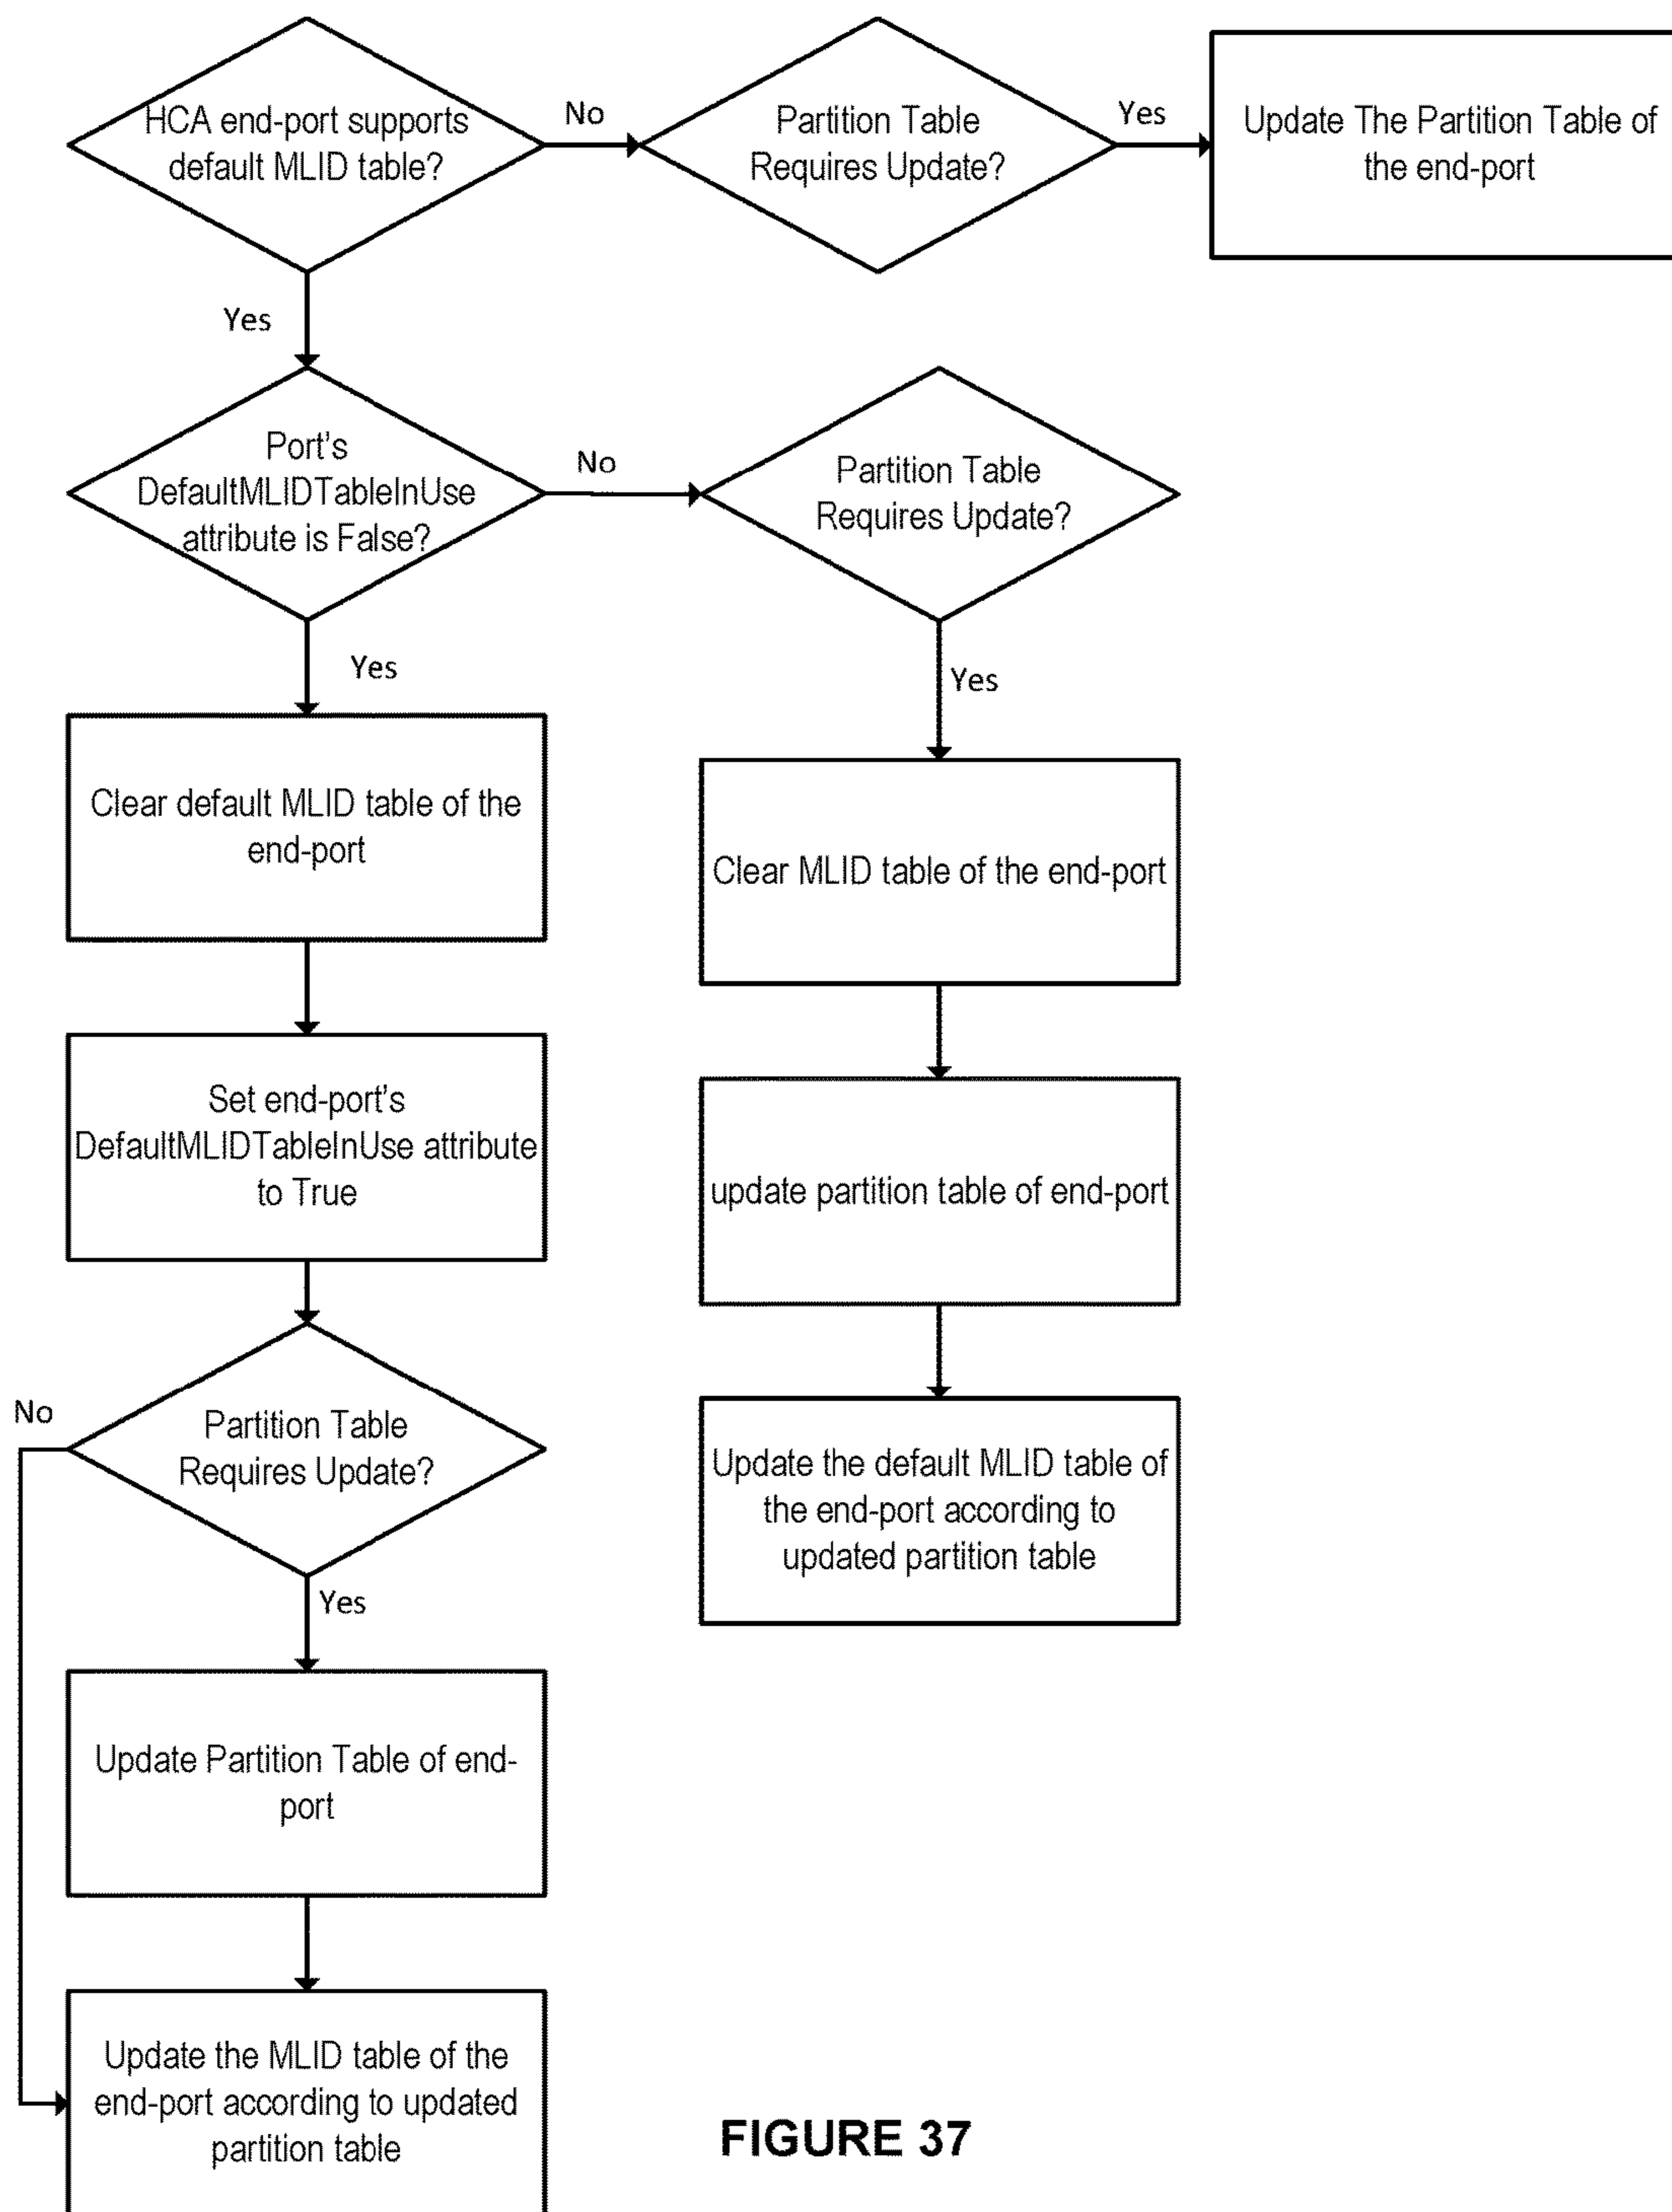 HCA end-port supports
default MLID table?
No
Partition Table
Requires Update?
Yes
Update The Partition Table of
the end-port
Yes
Port's
DefaultMLIDTableInUse
attribute is False?
No
Partition Table
Requires Update?
Yes
Yes
Clear default MLID table of the
end-port
Clear MLID table of the end-port
Set end-port's
DefaultMLIDTableInUse attribute
to True
update partition table of end-port
No
Partition Table
Requires Update?
Update the default MLID table of
the end-port according to
updated partition table
Yes
Update Partition Table of end-
port
Update the MLID table of the
end-port according to updated
partition table
FIGURE 37